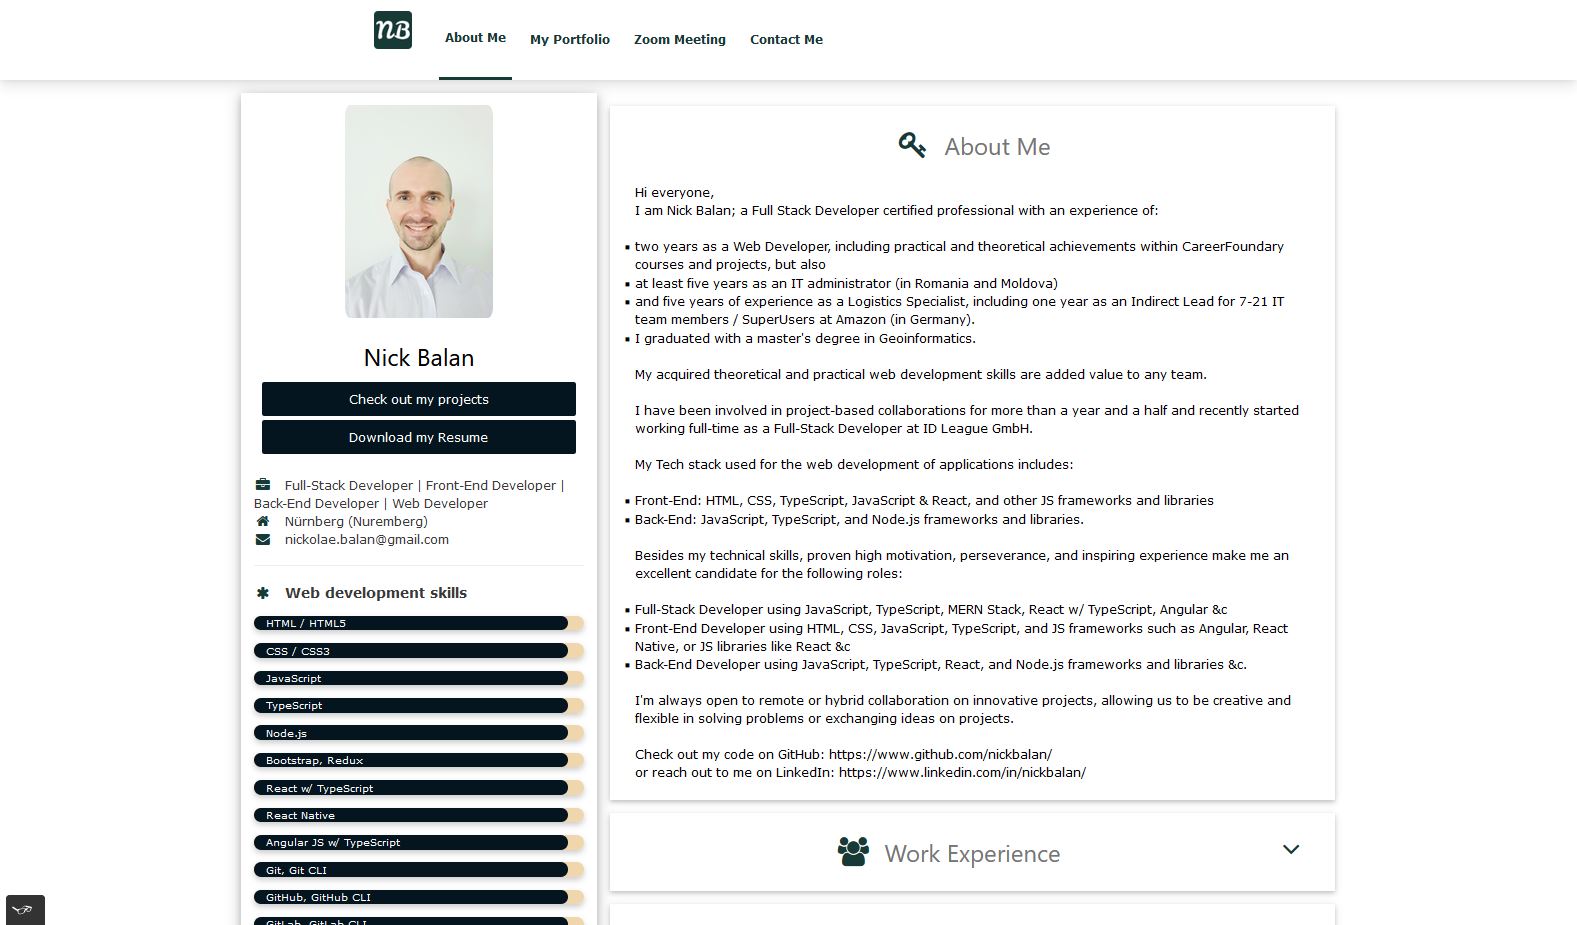 NB
About Me
My Portfolio
Zoom Meeting
Contact Me
Nick Balan
Check out my projects
Download my Resume
Full-Stack Developer | Front-End Developer |
Back-End Developer | Web Developer
Nürnberg (Nuremberg)
nickolae.balan@gmail.com
Web development skills
HTML / HTML5
CSS / CSS3
JavaScript
TypeScript
Node.js
Bootstrap, Redux
React w/ TypeScript
React Native
Angular JS w/ TypeScript
Git, Git CLI
GitHub, GitHub CLI
GitLab, GitLab CLI
About Me
Hi everyone,
I am Nick Balan; a Full Stack Developer certified professional with an experience of:
▪ two years as a Web Developer, including practical and theoretical achievements within CareerFoundary
courses and projects, but also
▪ at least five years as an IT administrator (in Romania and Moldova)
▪ and five years of experience as a Logistics Specialist, including one year as an Indirect Lead for 7-21 IT
team members / SuperUsers at Amazon (in Germany).
▪ I graduated with a master's degree in Geoinformatics.
My acquired theoretical and practical web development skills are added value to any team.
I have been involved in project-based collaborations for more than a year and a half and recently started
working full-time as a Full-Stack Developer at ID League GmbH.
My Tech stack used for the web development of applications includes:
▪ Front-End: HTML, CSS, TypeScript, JavaScript & React, and other JS frameworks and libraries
▪ Back-End: JavaScript, TypeScript, and Node.js frameworks and libraries.
Besides my technical skills, proven high motivation, perseverance, and inspiring experience make me an
excellent candidate for the following roles:
▪ Full-Stack Developer using JavaScript, TypeScript, MERN Stack, React w/ TypeScript, Angular &c
▪ Front-End Developer using HTML, CSS, JavaScript, TypeScript, and JS frameworks such as Angular, React
Native, or JS libraries like React &c
▪ Back-End Developer using JavaScript, TypeScript, React, and Node.js frameworks and libraries &c.
I'm always open to remote or hybrid collaboration on innovative projects, allowing us to be creative and
flexible in solving problems or exchanging ideas on projects.
Check out my code on GitHub: https://www.github.com/nickbalan/
or reach out to me on LinkedIn: https://www.linkedin.com/in/nickbalan/
Work Experience